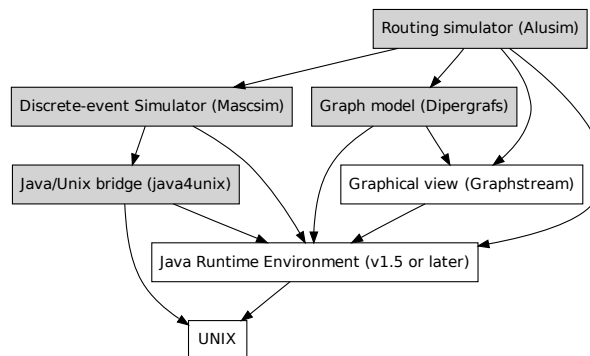 Routing simulator (Alusim)
Discrete-event Simulator (Mascsim)
Graph model (Dipergrafs)
Java/Unix bridge (java4unix)
Graphical view (Graphstream)
Java Runtime Environment (v1.5 or later)
UNIX